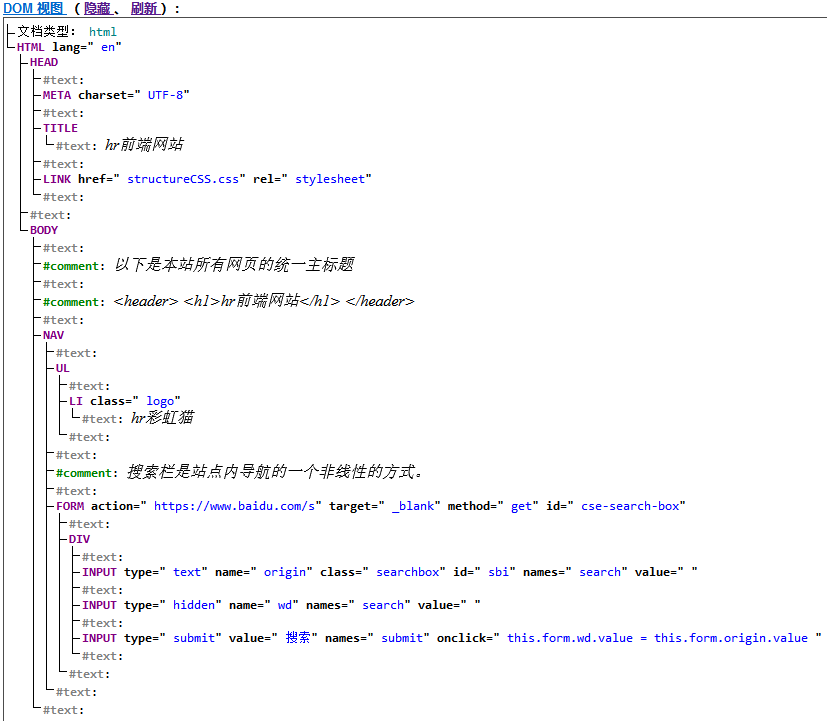 DOM 视图 (隐藏、 刷新):
文档类型: html
HTML lang=" en"
HEAD
#text:
META charset=" UTF-8"
#text:
TITLE
#text: hr前端网站
#text:
LINK href=" structureCSS.css" rel=" stylesheet"
#text:
#text:
BODY
#text:
#comment: 以下是本站所有网页的统一主标题
#text:
#comment: <header> <h1>hr前端网站</h1> </header>
#text:
NAV
#text:
UL
#text:
LI class=" logo"
#text: hr彩虹猫
#text:
#text:
#comment: 搜索栏是站点内导航的一个非线性的方式。
#text:
FORM action=" https://www.baidu.com/s" target=" _blank" method=" get" id=" cse-search-box"
#text:
DIV
#text:
INPUT type=" text" name=" origin" class=" searchbox" id=" sbi" names=" search" value=" "
#text:
INPUT type=" hidden" name=" wd" names=" search" value=" "
#text:
INPUT type=" submit" value=" 搜索" names=" submit" onclick=" this.form.wd.value = this.form.origin.value "
#text:
#text:
#text:
#text: